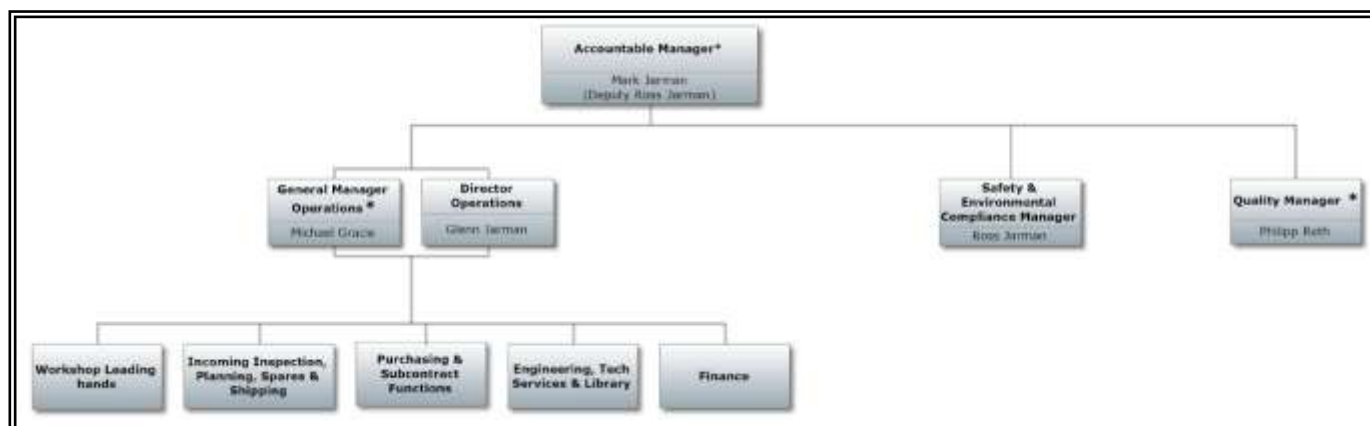 Accountable Manager*
Mark Jarman
(Deputy Ross Jarman)
General Manager
Operations *
Michael Gracie
Director
Operations
Glenn Jarman
Safety &
Environmental
Compliance Manager
Ross Jarman
Quality Manager *
Philipp Reth
Workshop Leading
hands
Incoming Inspection,
Planning, Spares &
Shipping
Purchasing &
Subcontract
Functions
Engineering, Tech
Services & Library
Finance